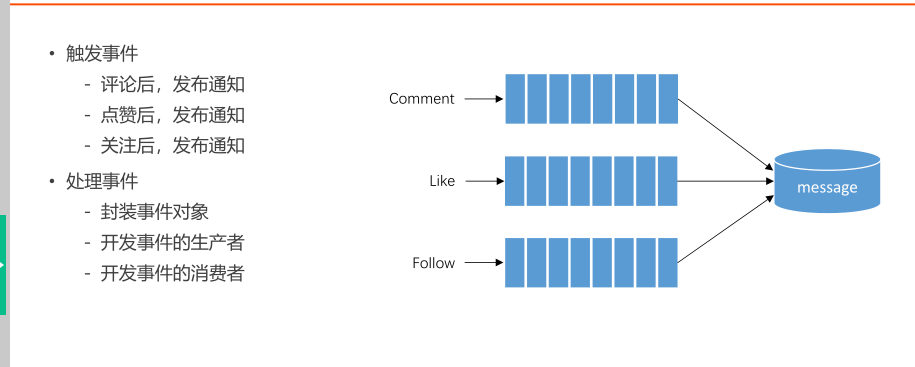 • 触发事件
- 评论后，发布通知
- 点赞后，发布通知
- 关注后，发布通知
• 处理事件
- 封装事件对象
- 开发事件的生产者
- 开发事件的消费者
Comment
Like
Follow
message